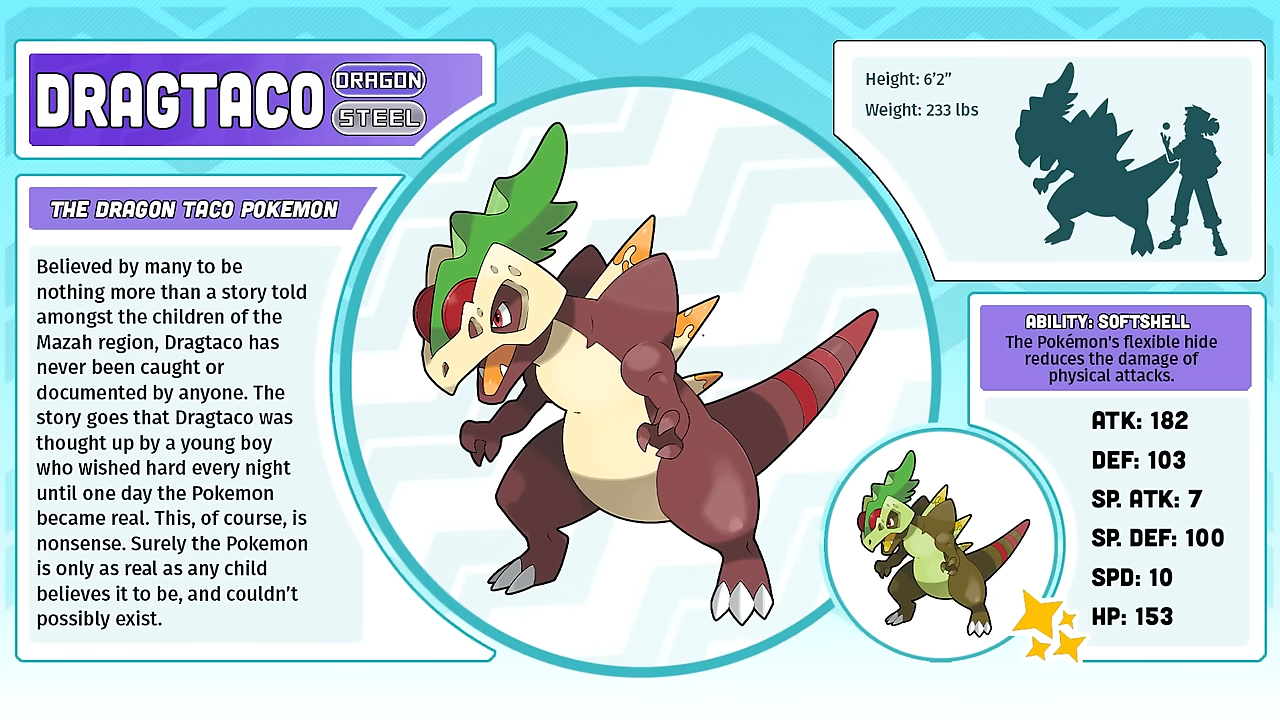 DRAGTACO
DRAGON
STEEL
THE DRAGON TACO POKEMON
Believed by many to be
nothing more than a story told
amongst the children of the
Mazah region, Dragtaco has
never been caught or
documented by anyone. The
story goes that Dragtaco was
thought up by a young boy
who wished hard every night
until one day the Pokemon
became real. This, of course, is
nonsense. Surely the Pokemon
is only as real as any child
believes it to be, and couldn’t
possibly exist.
Height: 6’2”
Weight: 233 lbs
ABILITY: SOFTSHELL
The Pokémon's flexible hide
reduces the damage of
physical attacks.
ATK: 182
DEF: 103
SP. ATK: 7
SP. DEF: 100
SPD: 10
HP: 153